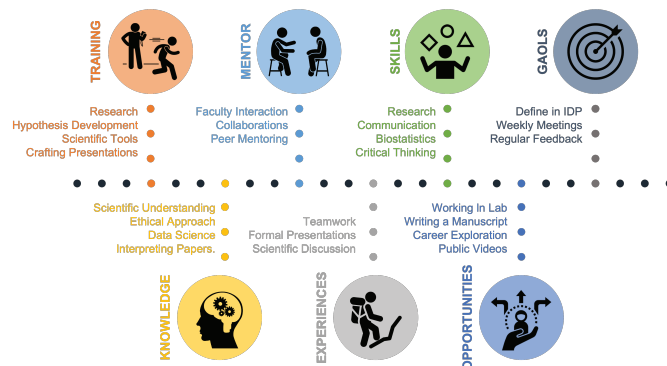 TRAINING
Research
Hypothesis Development
Scientific Tools
Crafting Presentations
MENTOR
Faculty Interaction
Collaborations
Peer Mentoring
SKILLS
Research
Communication
Biostatistics
Critical Thinking
GAOLS
Define in IDP
Weekly Meetings
Regular Feedback
Scientific Understanding
Ethical Approach
Data Science
Interpreting Papers.
KNOWLEDGE
Teamwork
Formal Presentations
Scientific Discussion
EXPERIENCES
Working In Lab
Writing a Manuscript
Career Exploration
Public Videos
OPPORTUNITIES